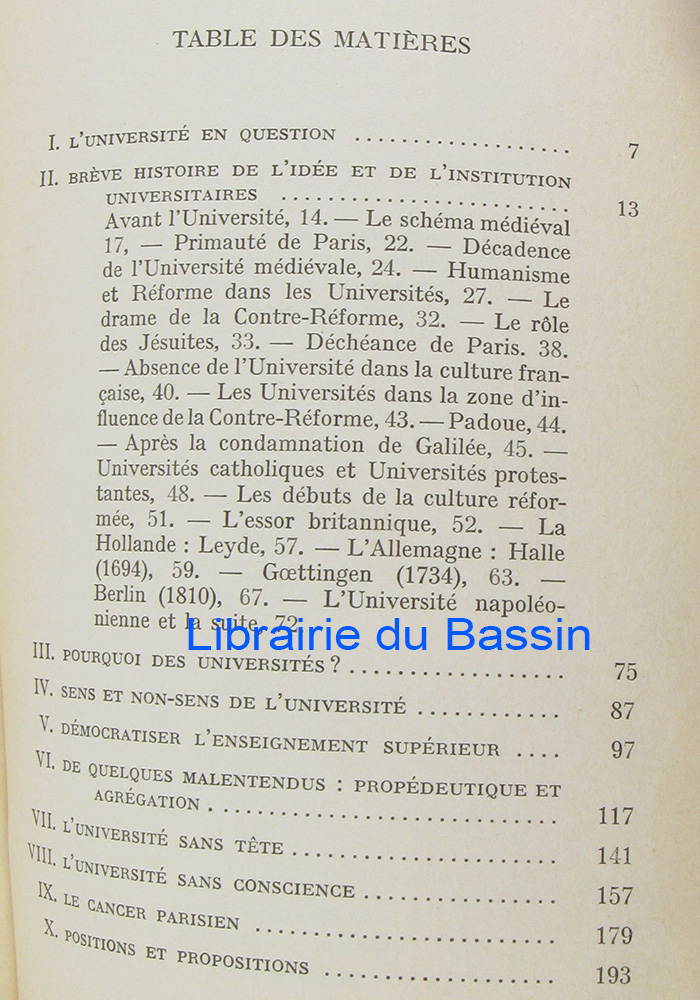 TABLE DES MATIÈRES
I. L'UNIVERSITÉ EN QUESTION .................... 7
II. BRÈVE HISTOIRE DE L'IDÉE ET DE L'INSTITUTION
UNIVERSITAIRES ......................... 13
Avant l'Université, 14. — Le schéma médiéval
17, — Primauté de Paris, 22. — Décadence
de l'Université médiévale, 24. — Humanisme
et Réforme dans les Universités, 27. — Le
drame de la Contre-Réforme, 32. — Le rôle
des Jésuites, 33. — Déchéance de Paris. 38.
— Absence de l'Université dans la culture fran-
çaise, 40. — Les Universités dans la zone d'in-
fluence de la Contre-Réforme, 43. — Padoue, 44.
— Après la condamnation de Galilée, 45. —
Universités catholiques et Universités protes-
tantes, 48. — Les débuts de la culture réfor-
mée, 51. — L'essor britannique, 52. — La
Hollande : Leyde, 57. — L'Allemagne : Halle
(1694), 59. — Gœttingen (1734), 63. —
Berlin (1810), 67. — L'Université napoléo-
nienne et la suite, 72.
Librairie du Bassin
III. POURQUOI DES UNIVERSITÉS ? .................. 75
IV. SENS ET NON-SENS DE L'UNIVERSITÉ ............ 87
V. DÉMOCRATISER L'ENSEIGNEMENT SUPÉRIEUR .... 97
VI. DE QUELQUES MALENTENDUS : PROPÉDEUTIQUE ET
AGRÉGATION ............................. 117
VII. L'UNIVERSITÉ SANS TÊTE ....................... 141
VIII. L'UNIVERSITÉ SANS CONSCIENCE ................ 157
IX. LE CANCER PARISIEN ......................... 179
X. POSITIONS ET PROPOSITIONS .................. 193